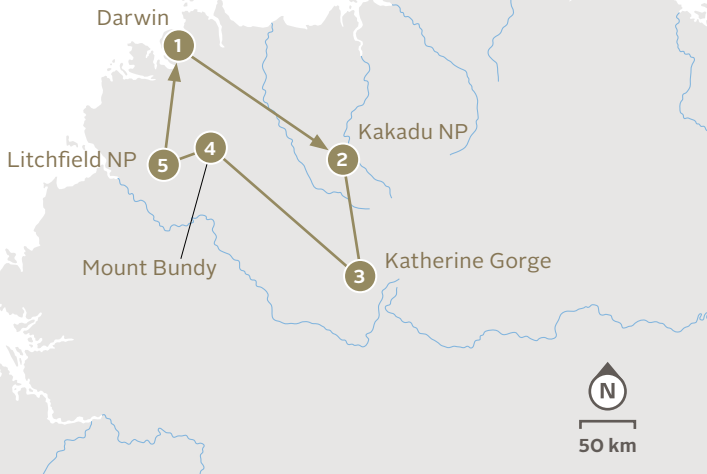 Darwin
1
Kakadu NP
2
4
Litchfield NP
5
Mount Bundy
Katherine Gorge
3
N
50 km